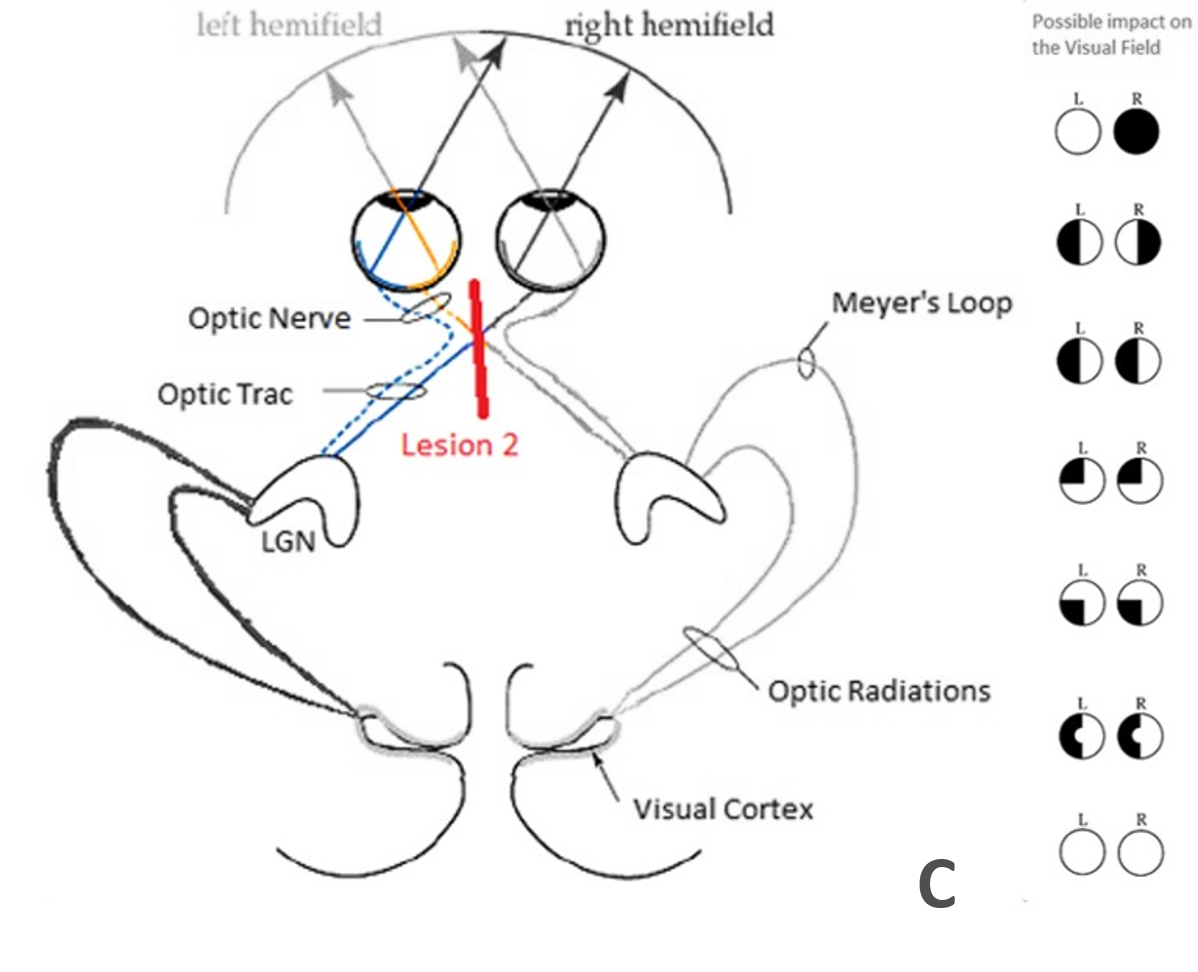 left hemifield
right hemifield
Possible impact on
the Visual Field
L R
L R
Optic Nerve
Meyer's Loop
L R
Optic Trac
Lesion 2
L R
LGN
L R
Optic Radiations
L R
Visual Cortex
L R
C